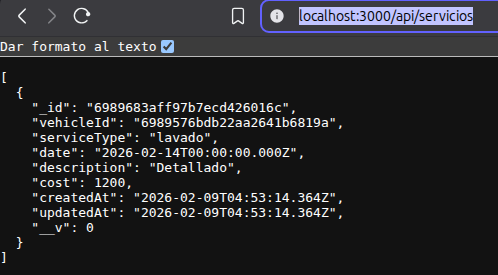 localhost:3000/api/servicios
Dar formato al texto
[
  {
    "_id": "6989683aff97b7ecd426016c",
    "vehicleId": "6989576bdb22aa2641b6819a",
    "serviceType": "lavado",
    "date": "2026-02-14T00:00:00.000Z",
    "description": "Detallado",
    "cost": 1200,
    "createdAt": "2026-02-09T04:53:14.364Z",
    "updatedAt": "2026-02-09T04:53:14.364Z",
    "__v": 0
  }
]